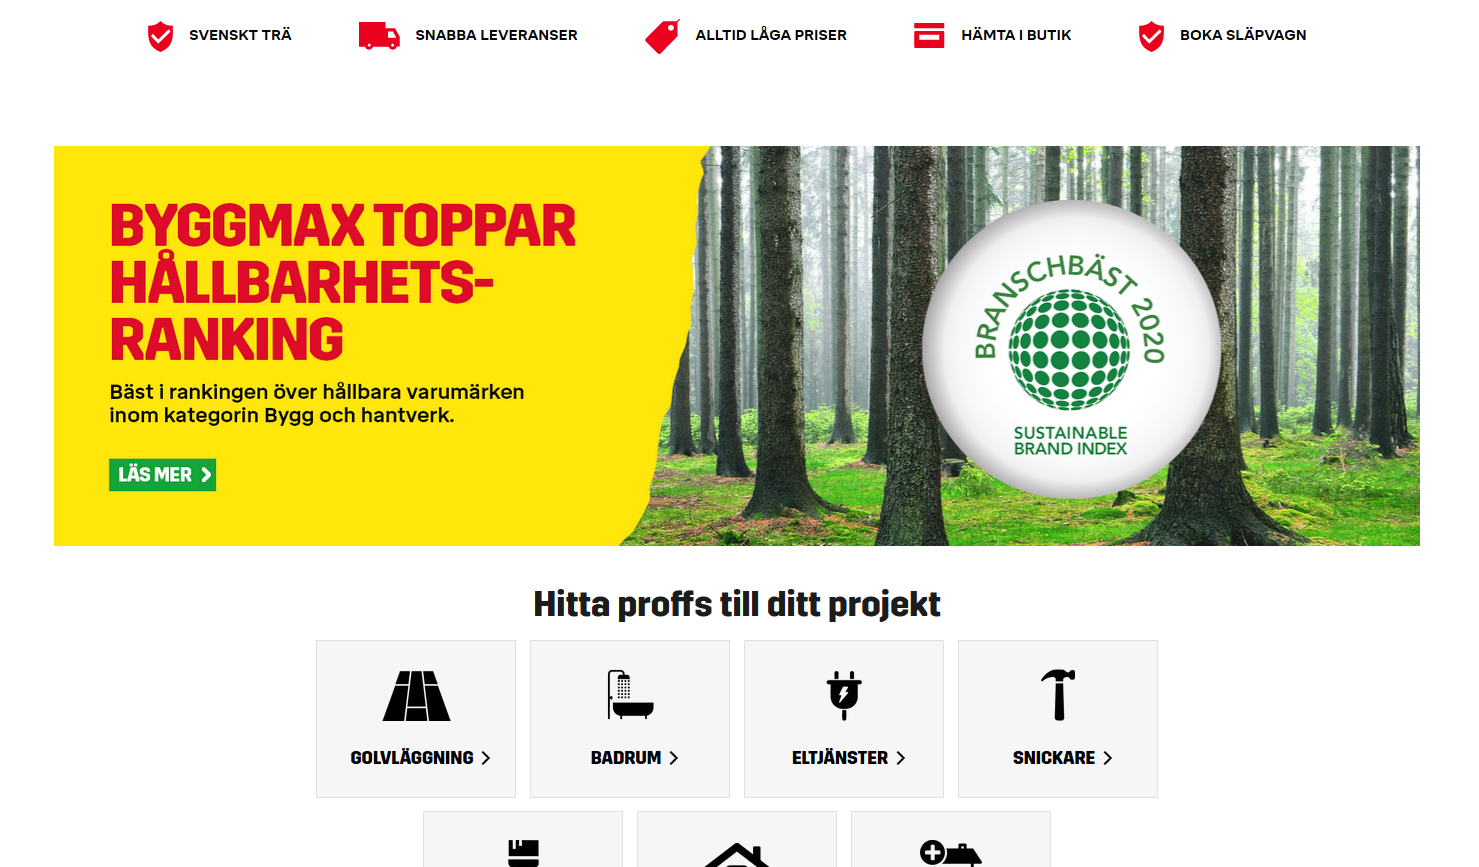 SVENSKT TRÄ
SNABBA LEVERANSER
ALLTID LÅGA PRISER
HÄMTA I BUTIK
BOKA SLÄPVAGN
BYGGMAX TOPPAR
HÅLLBARHETS-
RANKING
Bäst i rankingen över hållbara varumärken
inom kategorin Bygg och hantverk.
LÄS MER
BRANSCHBÄST 2020
SUSTAINABLE
BRAND INDEX
Hitta proffs till ditt projekt
GOLVLÄGGNING
BADRUM
ELTJÄNSTER
SNICKARE